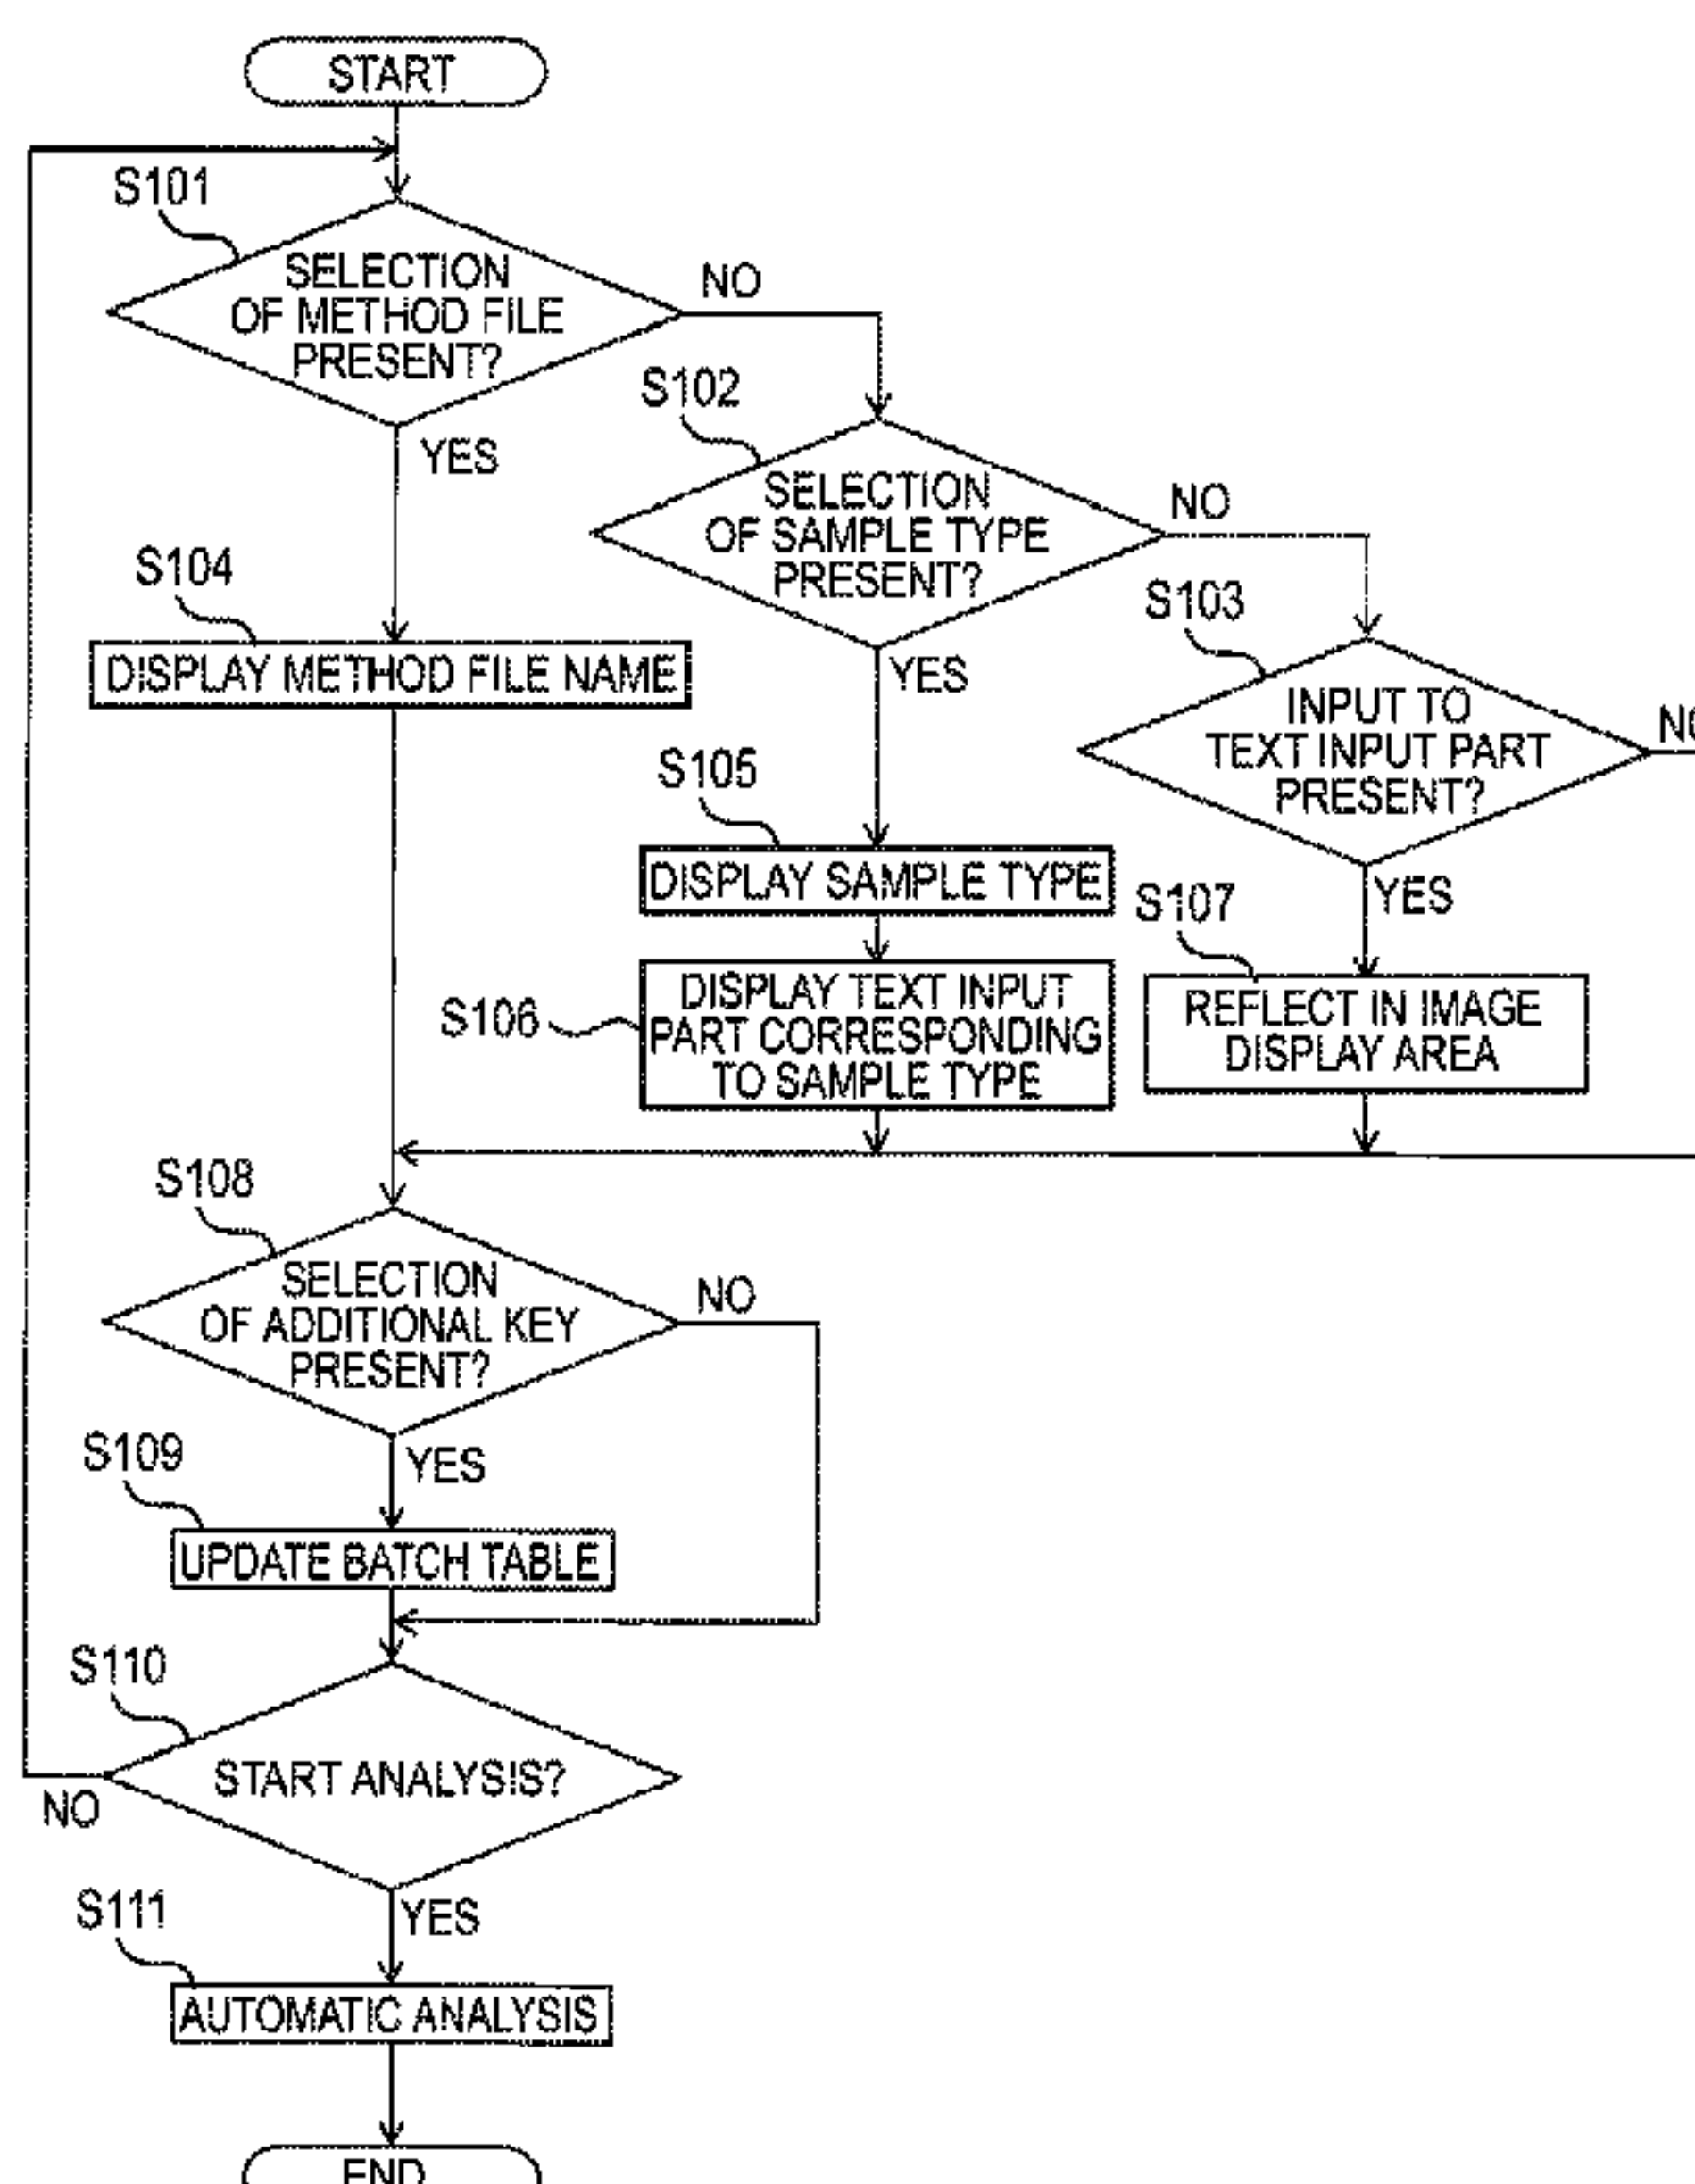 START
S101
SELECTION
OF METHOD FILE
PRESENT?
NO
YES
S102
SELECTION
OF SAMPLE TYPE
PRESENT?
NO
YES
S103
INPUT TO
TEXT INPUT PART
PRESENT?
NO
YES
S104
DISPLAY METHOD FILE NAME
S105
DISPLAY SAMPLE TYPE
S106
DISPLAY TEXT INPUT
PART CORRESPONDING
TO SAMPLE TYPE
S107
REFLECT IN IMAGE
DISPLAY AREA
S108
SELECTION
OF ADDITIONAL KEY
PRESENT?
NO
YES
S109
UPDATE BATCH TABLE
S110
START ANALYSIS?
NO
YES
S111
AUTOMATIC ANALYSIS
END